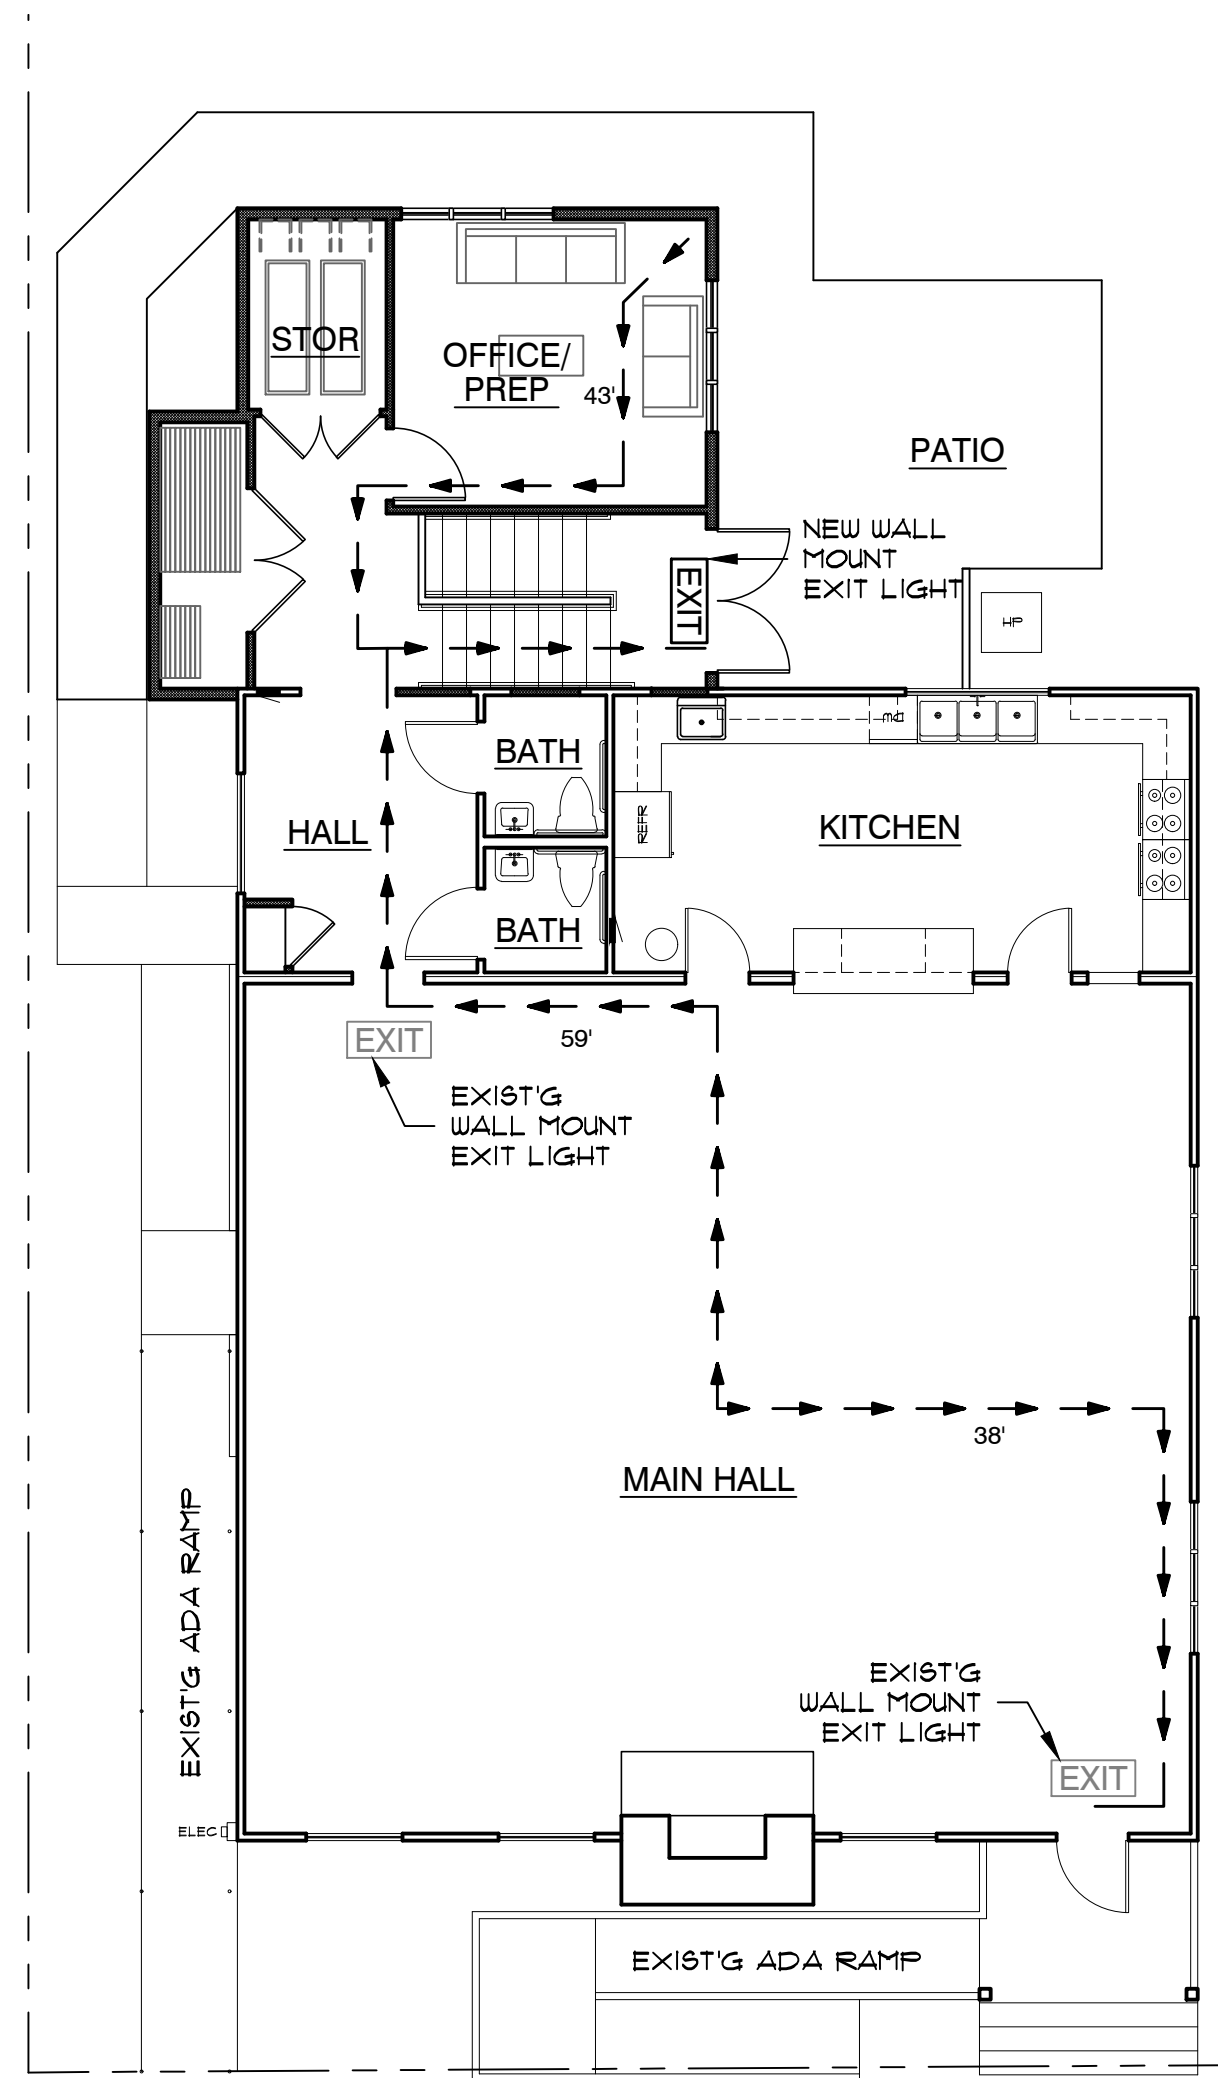 STOR
OFFICE/
PREP
43'
PATIO
NEW WALL
MOUNT
EXIT LIGHT
EXIT
HP
BATH
DW
HALL
REFR
KITCHEN
BATH
EXIT
59'
EXIST'G
WALL MOUNT
EXIT LIGHT
38'
MAIN HALL
EXIST'G ADA RAMP
EXIST'G
WALL MOUNT
EXIT LIGHT
EXIT
ELEC
EXIST'G ADA RAMP